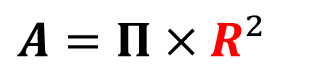 A = Π × R²